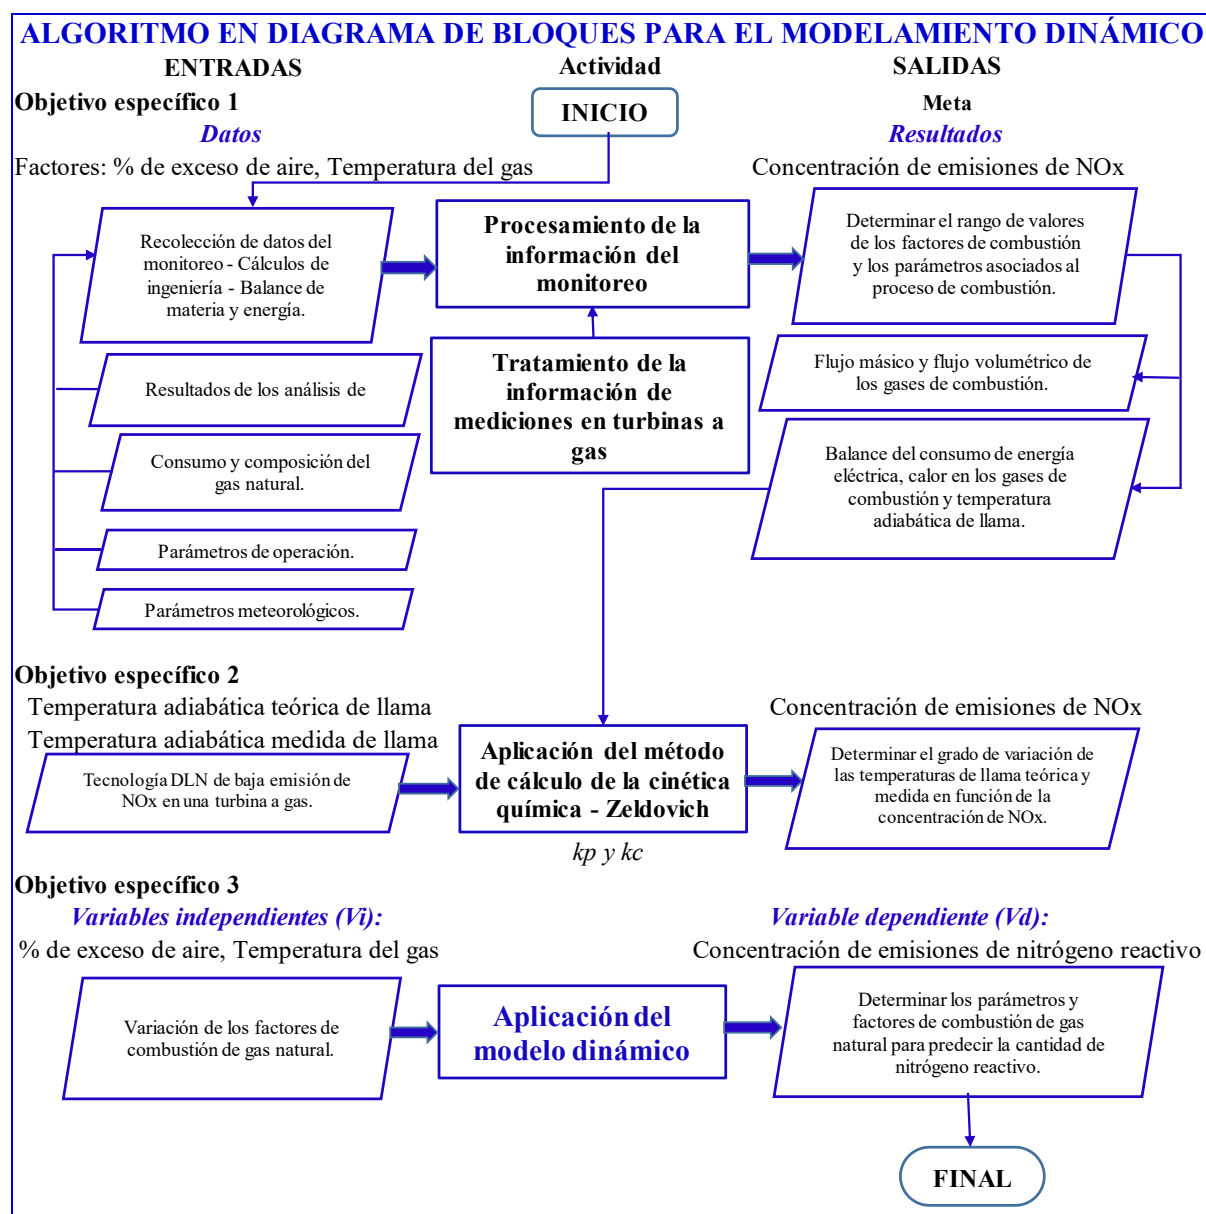 ALGORITMO EN DIAGRAMA DE BLOQUES PARA EL MODELAMIENTO DINÁMICO
ENTRADAS
Actividad
SALIDAS
Objetivo específico 1
INICIO
Meta
Datos
Resultados
Factores: % de exceso de aire, Temperatura del gas
Concentración de emisiones de NOx
Recolección de datos del
monitoreo - Cálculos de
ingeniería - Balance de
materia y energía.
Procesamiento de la
información del
monitoreo
Determinar el rango de valores
de los factores de combustión
y los parámetros asociados al
proceso de combustión.
Resultados de los análisis de
Tratamiento de la
información de
mediciones en turbinas a
gas
Flujo másico y flujo volumétrico de
los gases de combustión.
Consumo y composición del
gas natural.
Balance del consumo de energía
eléctrica, calor en los gases de
combustión y temperatura
adiabática de llama.
Parámetros de operación.
Parámetros meteorológicos.
Objetivo específico 2
Temperatura adiabática teórica de llama
Temperatura adiabática medida de llama
Concentración de emisiones de NOx
Tecnología DLN de baja emisión de
NOx en una turbina a gas.
Aplicación del método
de cálculo de la cinética
química - Zeldovich
Determinar el grado de variación de
las temperaturas de llama teórica y
medida en función de la
concentración de NOx.
kp y kc
Objetivo específico 3
Variables independientes (Vi):
Variable dependiente (Vd):
% de exceso de aire, Temperatura del gas
Concentración de emisiones de nitrógeno reactivo
Variación de los factores de
combustión de gas natural.
Aplicación del
modelo dinámico
Determinar los parámetros y
factores de combustión de gas
natural para predecir la cantidad de
nitrógeno reactivo.
FINAL